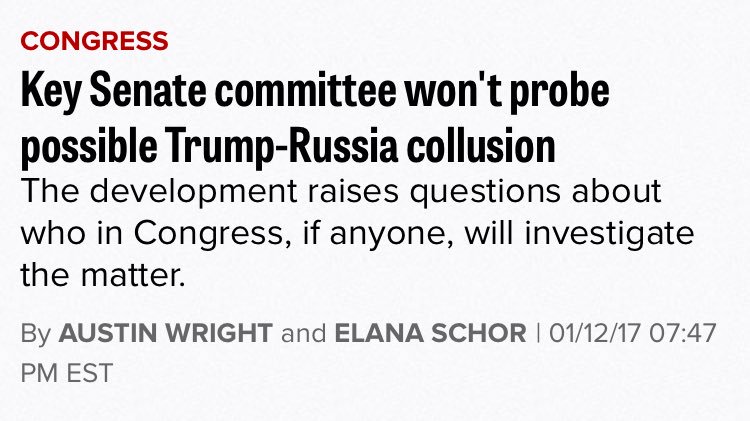 CONGRESS
Key Senate committee won't probe
possible Trump-Russia collusion
The development raises questions about
who in Congress, if anyone, will investigate
the matter.
By AUSTIN WRIGHT and ELANA SCHOR | 01/12/17 07:47
PM EST